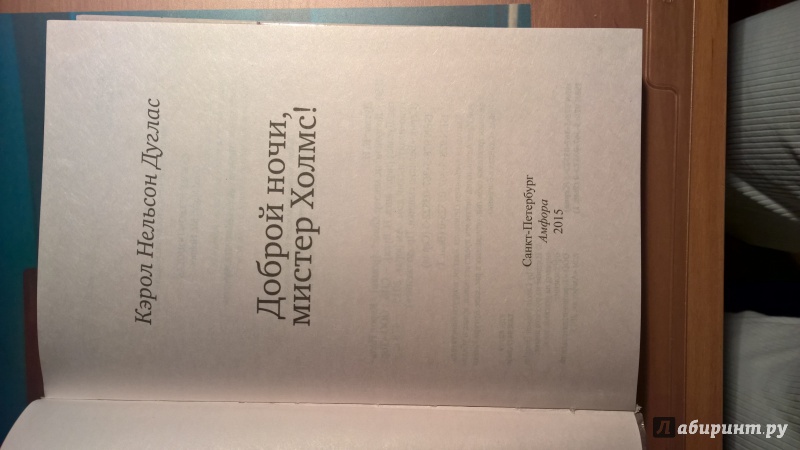 Кэрол Нельсон Дуглас
Доброй ночи,
мистер Холмс!
Санкт-Петербург
Амфора
2015
Лабиринт.ру